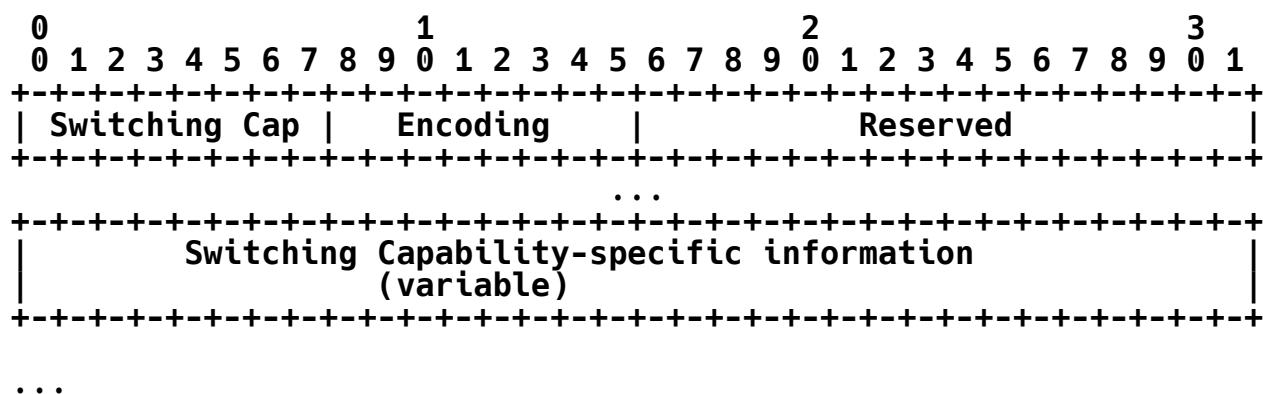 0                   1                   2                   3
 0 1 2 3 4 5 6 7 8 9 0 1 2 3 4 5 6 7 8 9 0 1 2 3 4 5 6 7 8 9 0 1
+-+-+-+-+-+-+-+-+-+-+-+-+-+-+-+-+-+-+-+-+-+-+-+-+-+-+-+-+-+-+-+-+
| Switching Cap |   Encoding    |           Reserved            |
+-+-+-+-+-+-+-+-+-+-+-+-+-+-+-+-+-+-+-+-+-+-+-+-+-+-+-+-+-+-+-+-+
                               ...
+-+-+-+-+-+-+-+-+-+-+-+-+-+-+-+-+-+-+-+-+-+-+-+-+-+-+-+-+-+-+-+-+
|        Switching Capability-specific information              |
|                  (variable)                                   |
+-+-+-+-+-+-+-+-+-+-+-+-+-+-+-+-+-+-+-+-+-+-+-+-+-+-+-+-+-+-+-+-+
...